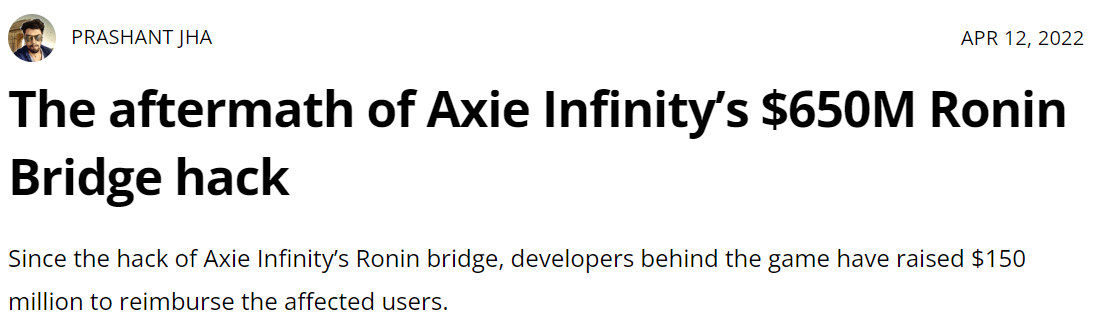 PRASHANT JHA
APR 12, 2022
The aftermath of Axie Infinity’s $650M Ronin
Bridge hack
Since the hack of Axie Infinity’s Ronin bridge, developers behind the game have raised $150
million to reimburse the affected users.